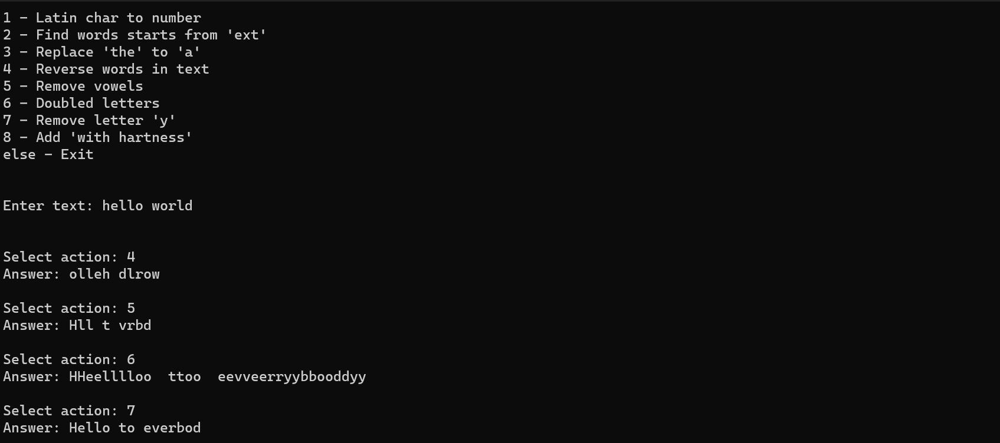 1 - Latin char to number
2 - Find words starts from 'ext'
3 - Replace 'the' to 'a'
4 - Reverse words in text
5 - Remove vowels
6 - Doubled letters
7 - Remove letter 'y'
8 - Add 'with hartness'
else - Exit
Enter text: hello world
Select action: 4
Answer: olleh dlrow
Select action: 5
Answer: Hll t vrbd
Select action: 6
Answer: HHeelllloo  ttoo  eevveerryybbooddyy
Select action: 7
Answer: Hello to everbod